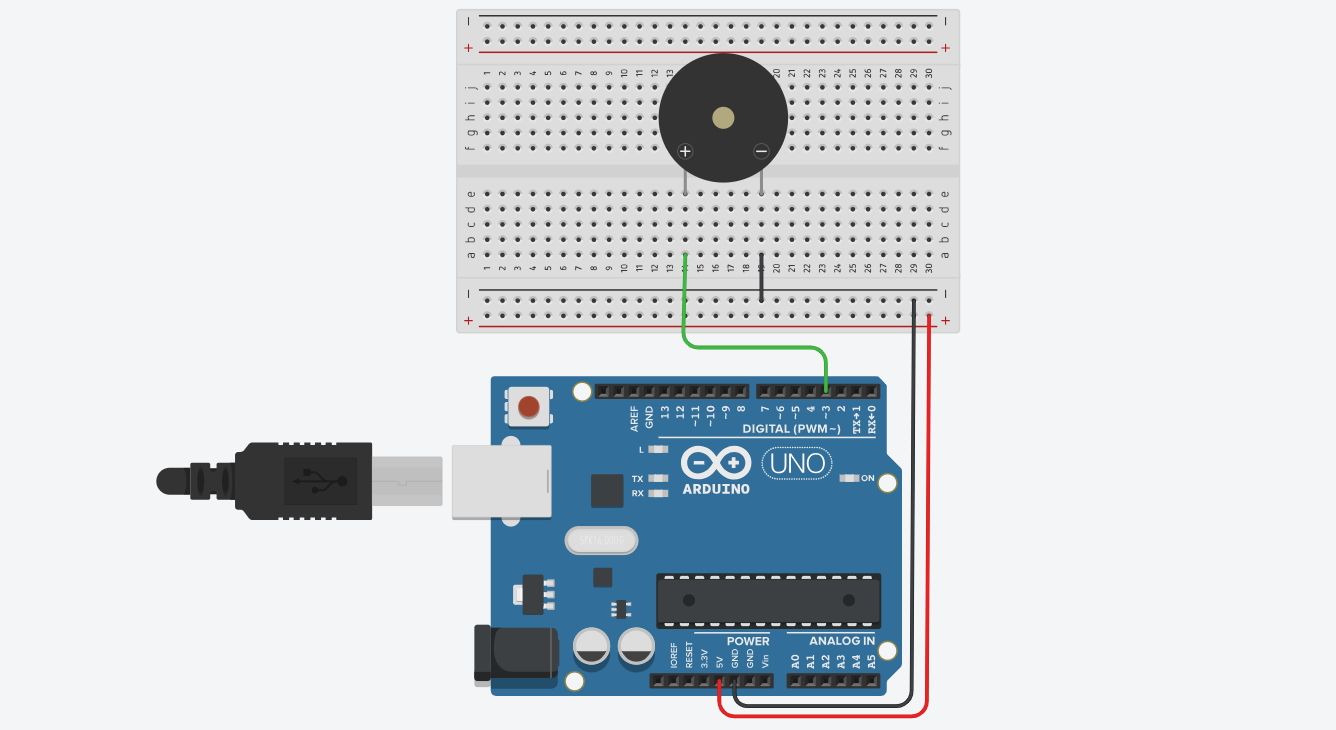 − −
+ +
1 2 3 4 5 6 7 8 9 10 11 12 13 20 21 22 23 24 25 26 27 28 29 30
j j
i i
h h
g g
f f
+ −
e e
d d
c c
b b
a a
1 2 3 4 5 6 7 8 9 10 11 12 13 14 15 16 17 18 19 20 21 22 23 24 25 26 27 28 29 30
− −
+ +
AREF GND 13 12 ~11 ~10 ~9 8 7 ~6 ~5 4 ~3 2 TX→1 RX←0
DIGITAL (PWM~)
L
UNO
TX
ON
RX
ARDUINO
SPK16.000G
POWER ANALOG IN
IOREF RESET 3.3V 5V GND GND Vin A0 A1 A2 A3 A4 A5